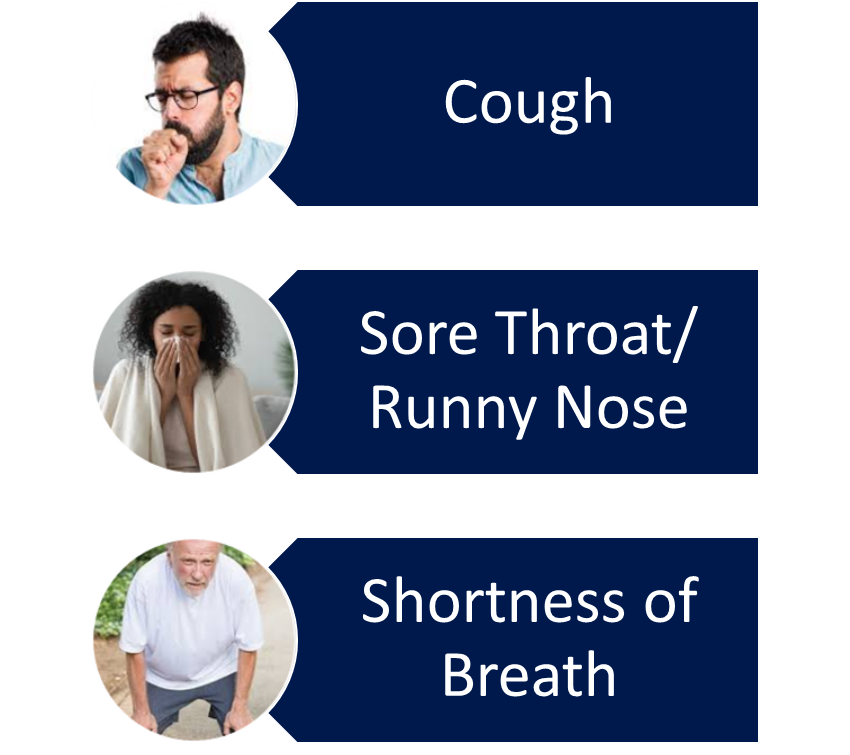 Cough
Sore Throat/
Runny Nose
Shortness of
Breath